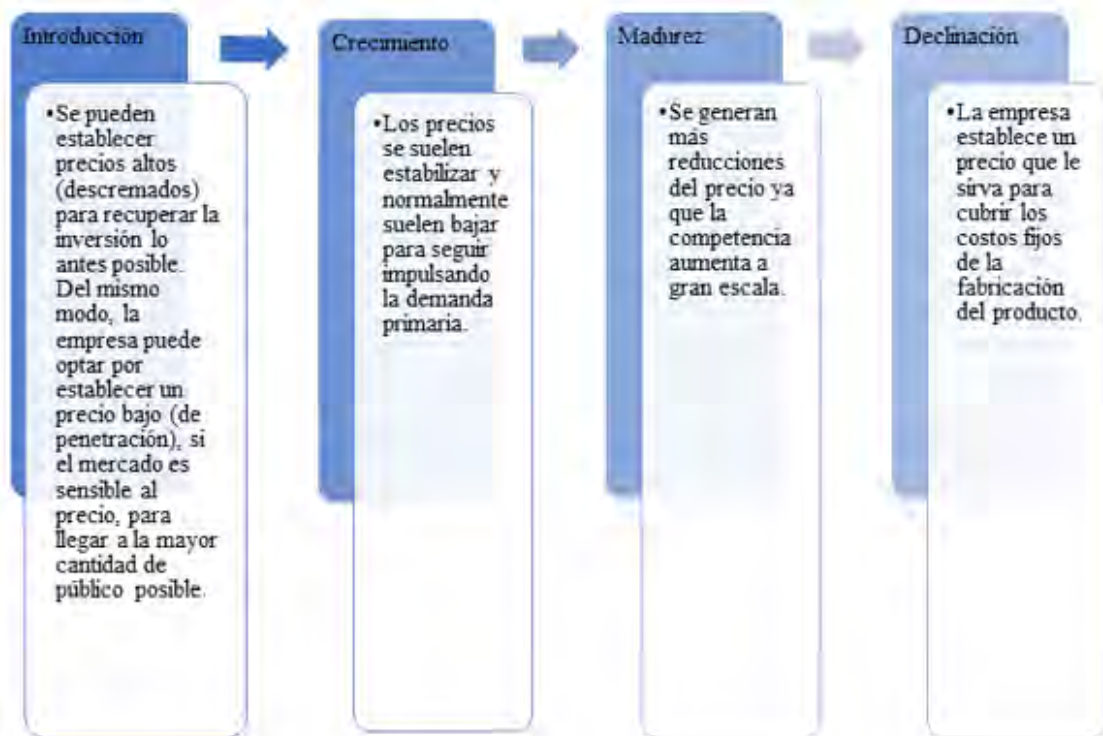 Introducción
•Se pueden
establecer
precios altos
(descremados)
para recuperar la
inversión lo
antes posible.
Del mismo
modo, la
empresa puede
optar por
establecer un
precio bajo (de
penetración), si
el mercado es
sensible al
precio, para
llegar a la mayor
cantidad de
público posible.
Crecimiento
•Los precios
se suelen
estabilizar y
normalmente
suelen bajar
para seguir
impulsando
la demanda
primaria.
Madurez
•Se generan
más
reducciones
del precio ya
que la
competencia
aumenta a
gran escala.
Declinación
•La empresa
establece un
precio que le
sirva para
cubrir los
costos fijos
de la
fabricación
del producto.